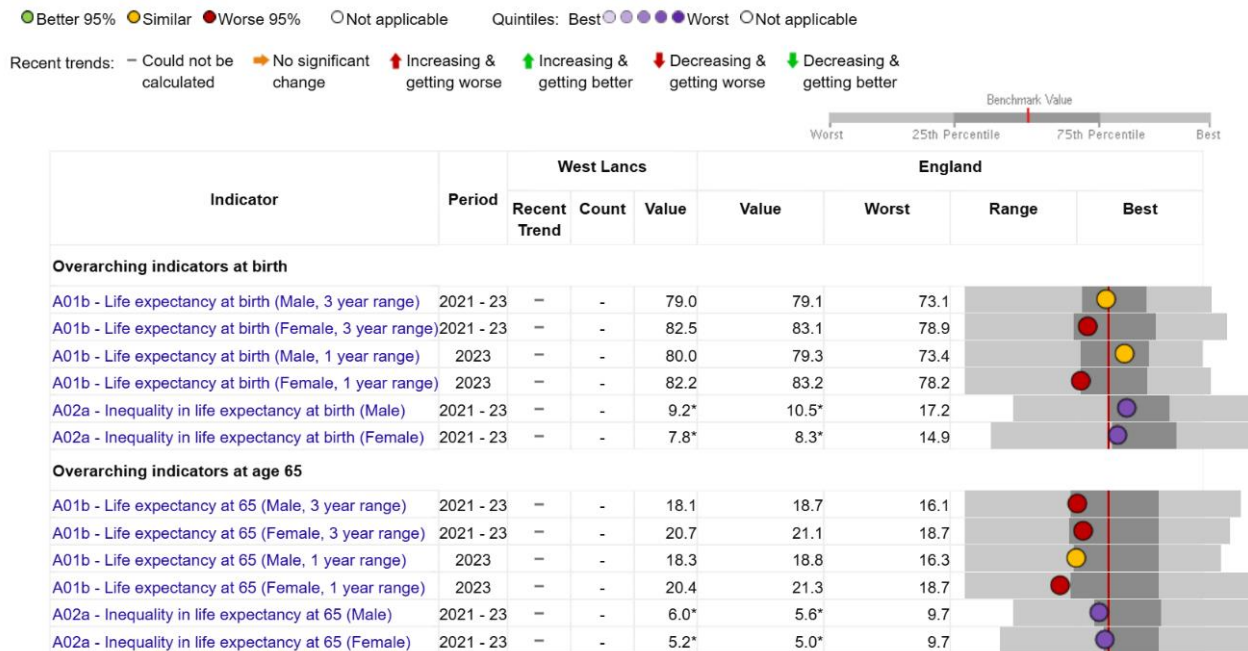 Better 95% Similar Worse 95% Not applicable Quintiles: Best Worst Not applicable
Recent trends: – Could not be calculated No significant change Increasing & getting worse Increasing & getting better Decreasing & getting worse Decreasing & getting better
Benchmark Value
Worst 25th Percentile 75th Percentile Best
Indicator Period West Lancs England
Recent Trend Count Value Value Worst Range Best
Overarching indicators at birth
A01b - Life expectancy at birth (Male, 3 year range) 2021 - 23 – - 79.0 79.1 73.1
A01b - Life expectancy at birth (Female, 3 year range) 2021 - 23 – - 82.5 83.1 78.9
A01b - Life expectancy at birth (Male, 1 year range) 2023 – - 80.0 79.3 73.4
A01b - Life expectancy at birth (Female, 1 year range) 2023 – - 82.2 83.2 78.2
A02a - Inequality in life expectancy at birth (Male) 2021 - 23 – - 9.2* 10.5* 17.2
A02a - Inequality in life expectancy at birth (Female) 2021 - 23 – - 7.8* 8.3* 14.9
Overarching indicators at age 65
A01b - Life expectancy at 65 (Male, 3 year range) 2021 - 23 – - 18.1 18.7 16.1
A01b - Life expectancy at 65 (Female, 3 year range) 2021 - 23 – - 20.7 21.1 18.7
A01b - Life expectancy at 65 (Male, 1 year range) 2023 – - 18.3 18.8 16.3
A01b - Life expectancy at 65 (Female, 1 year range) 2023 – - 20.4 21.3 18.7
A02a - Inequality in life expectancy at 65 (Male) 2021 - 23 – - 6.0* 5.6* 9.7
A02a - Inequality in life expectancy at 65 (Female) 2021 - 23 – - 5.2* 5.0* 9.7